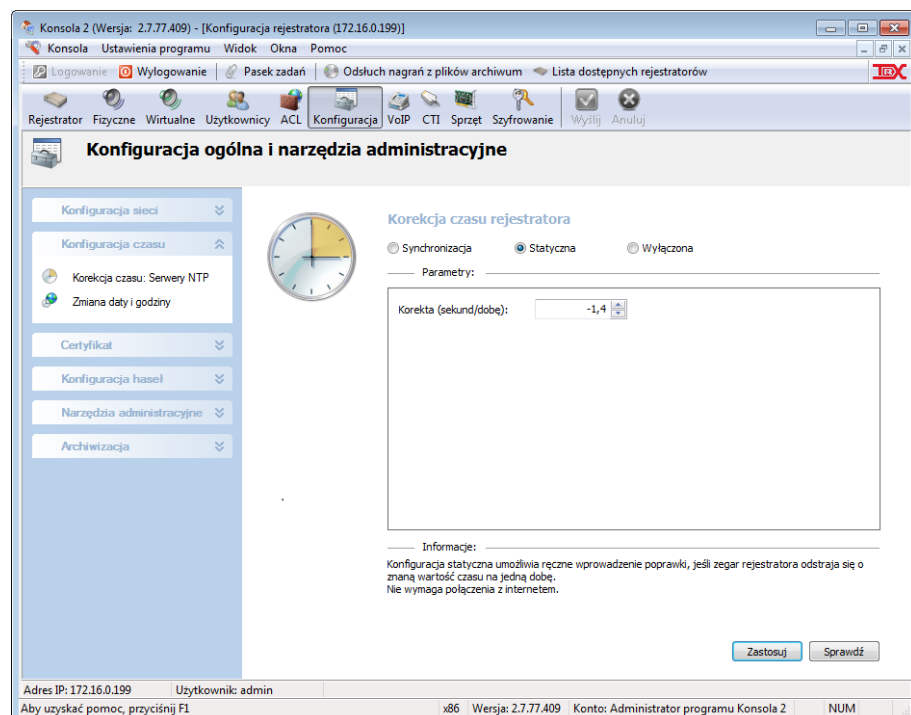 Konsola 2 (Wersja: 2.7.77.409) - [Konfiguracja rejestratora (172.16.0.199)]
Konsola Ustawienia programu Widok Okna Pomoc
Logowanie Wylogowanie Pasek zadań Odsłuch nagrań z plików archiwum Lista dostępnych rejestratorów TRX
Rejestrator Fizyczne Wirtualne Użytkownicy ACL Konfiguracja VoIP CTI Sprzęt Szyfrowanie Wyślij Anuluj
Konfiguracja ogólna i narzędzia administracyjne
Konfiguracja sieci
Konfiguracja czasu
Korekcja czasu: Serwery NTP
Zmiana daty i godziny
Certyfikat
Konfiguracja haseł
Narzędzia administracyjne
Archiwizacja
Korekcja czasu rejestratora
Synchronizacja Statyczna Wyłączona
Parametry:
Korekta (sekund/dobę): -1,4
Informacje:
Konfiguracja statyczna umożliwia ręczne wprowadzenie poprawki, jeśli zegar rejestratora odstraja się o
znaną wartość czasu na jedną dobę.
Nie wymaga połączenia z internetem.
Zastosuj Sprawdź
Adres IP: 172.16.0.199 Użytkownik: admin
Aby uzyskać pomoc, przyciśnij F1 x86 Wersja: 2.7.77.409 Konto: Administrator programu Konsola 2 NUM